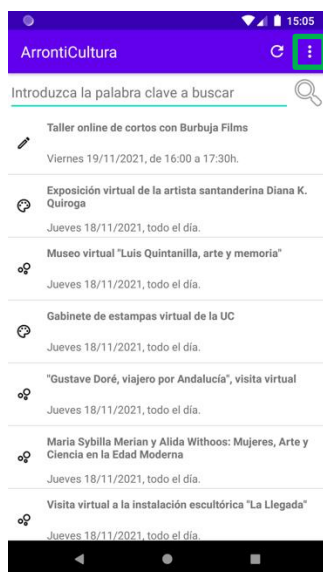 15:05
ArrontiCultura
Introduzca la palabra clave a buscar
Taller online de cortos con Burbuja Films
Viernes 19/11/2021, de 16:00 a 17:30h.
Exposición virtual de la artista santanderina Diana K.
Quiroga
Jueves 18/11/2021, todo el día.
Museo virtual "Luis Quintanilla, arte y memoria"
Jueves 18/11/2021, todo el día.
Gabinete de estampas virtual de la UC
Jueves 18/11/2021, todo el día.
"Gustave Doré, viajero por Andalucía", visita virtual
Jueves 18/11/2021, todo el día.
Maria Sybilla Merian y Alida Withoos: Mujeres, Arte y
Ciencia en la Edad Moderna
Jueves 18/11/2021, todo el día.
Visita virtual a la instalación escultórica "La Llegada"
Jueves 18/11/2021, todo el día.